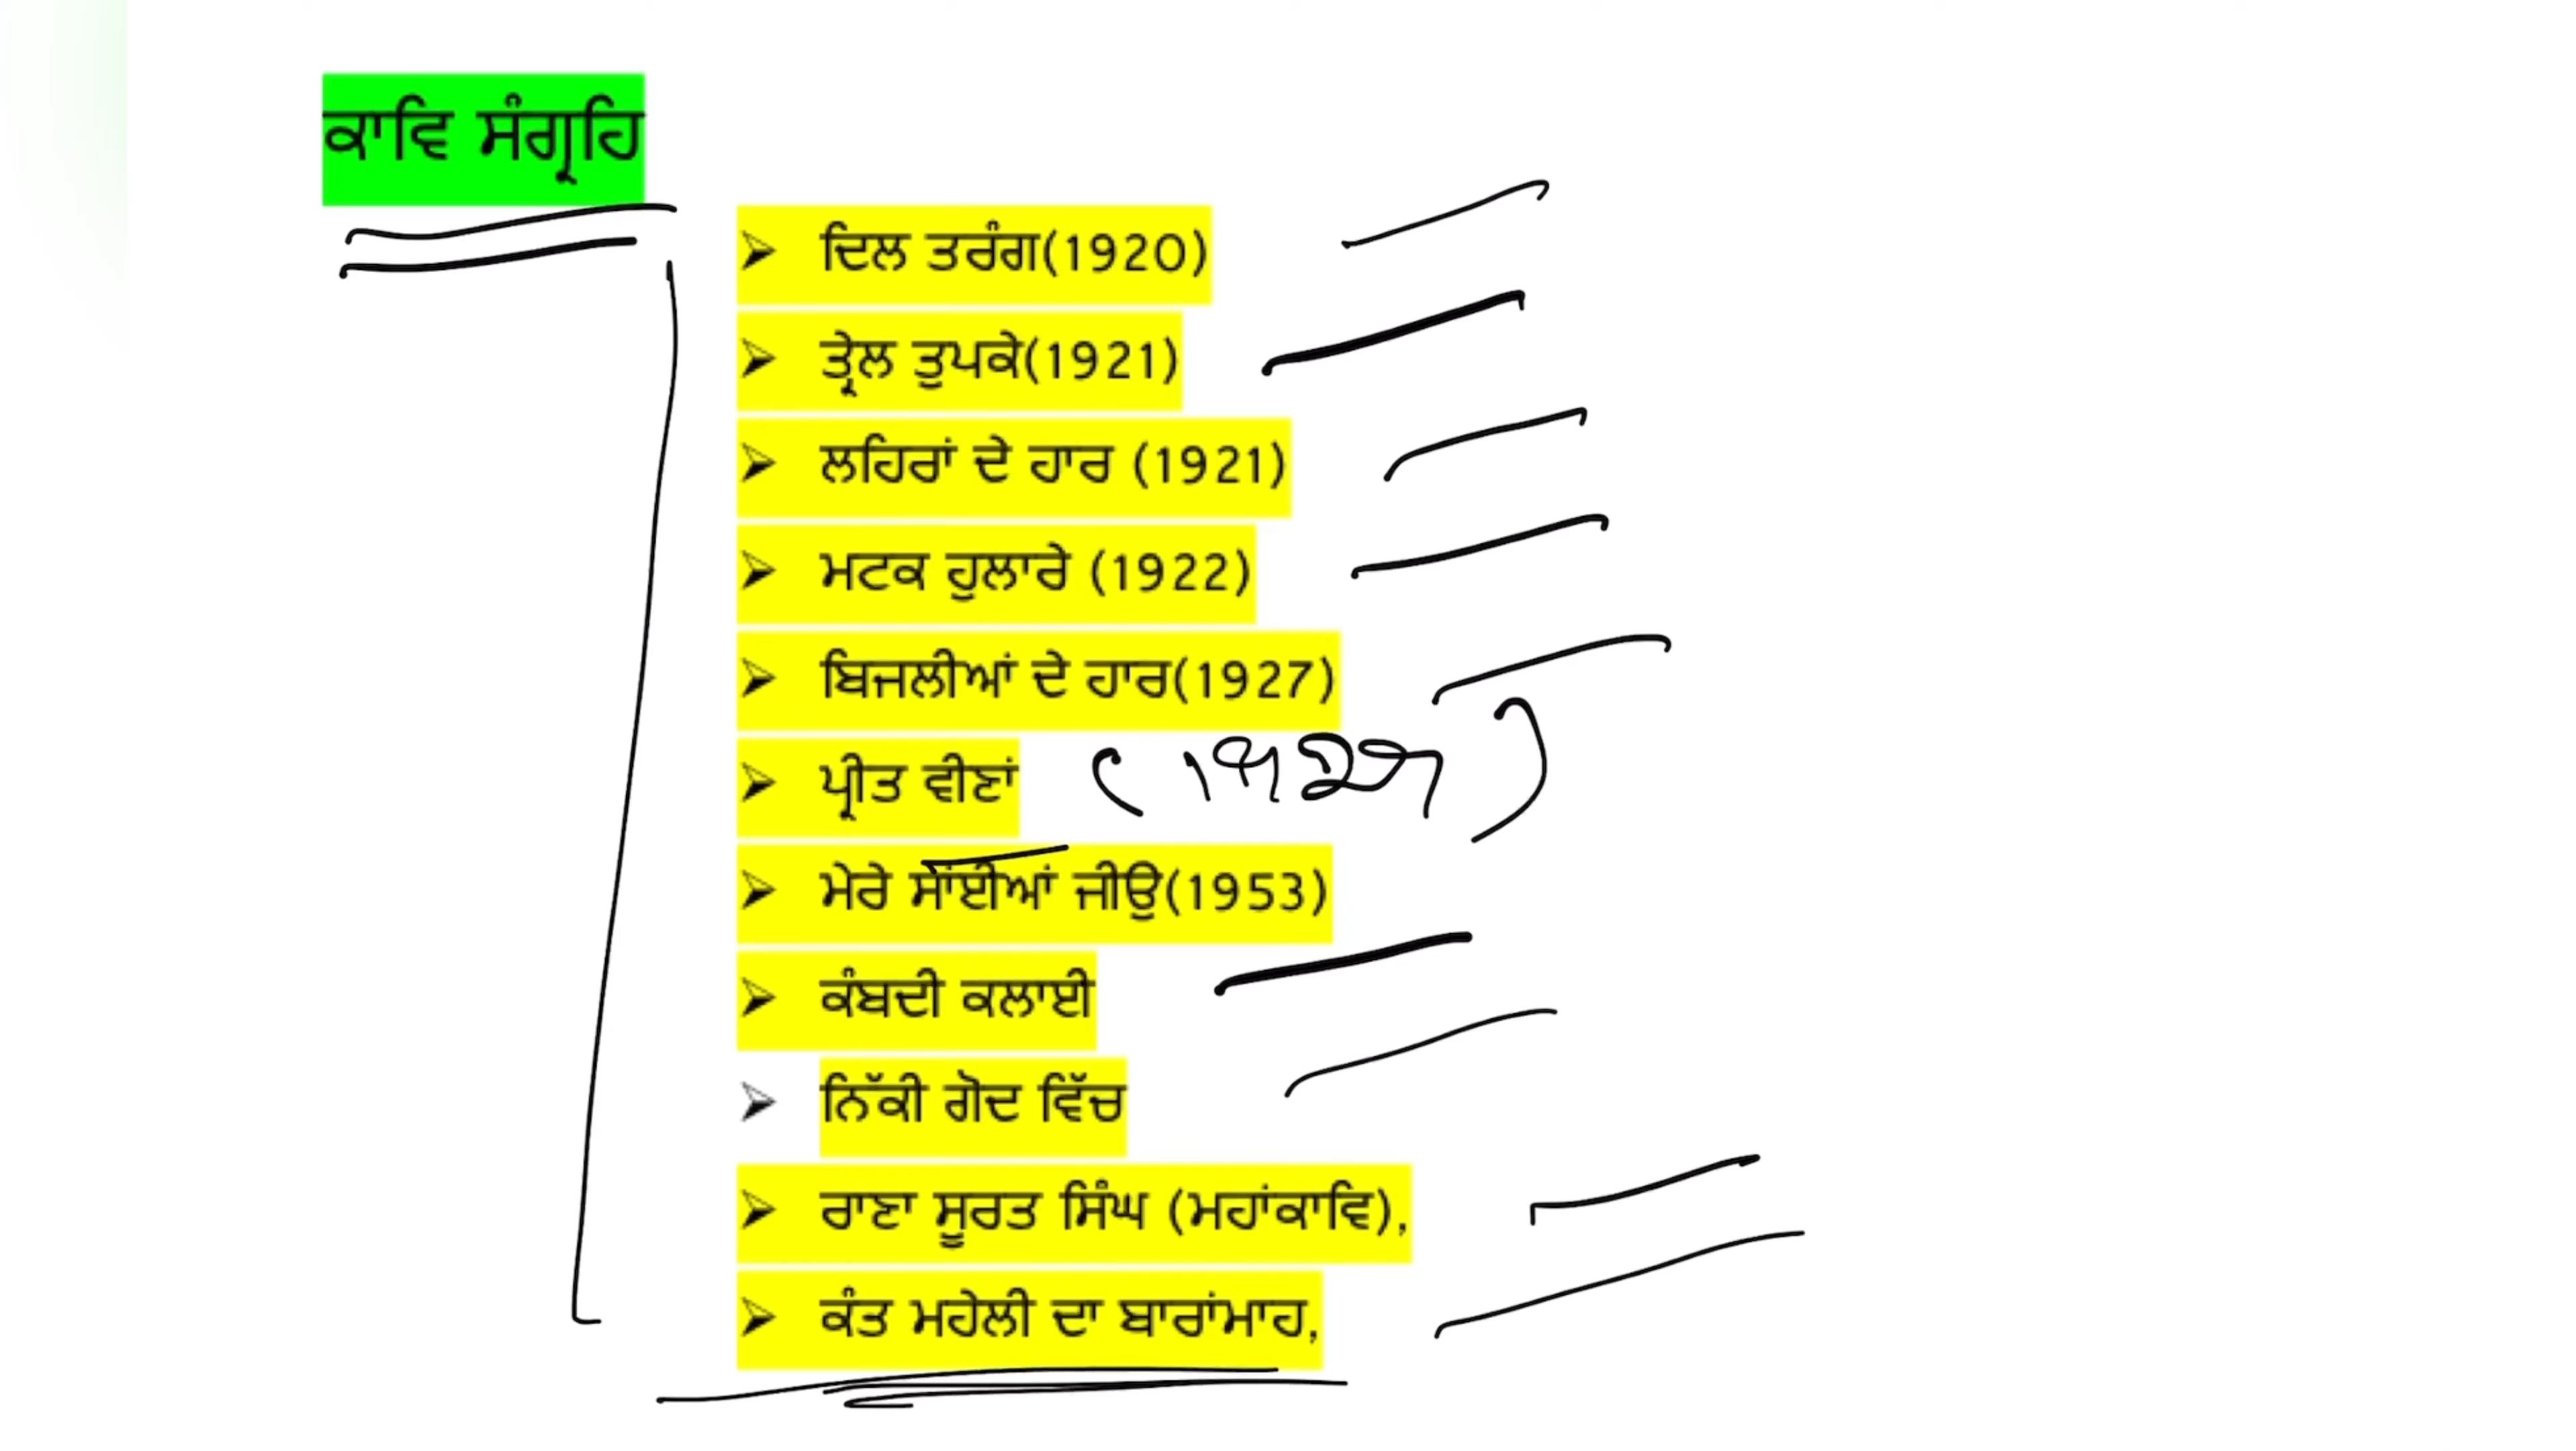 ਕਾਵਿ ਸੰਗ੍ਰਹਿ
➢ ਦਿਲ ਤਰੰਗ(1920)
➢ ਤ੍ਰੇਲ ਤੁਪਕੇ(1921)
➢ ਲਹਿਰਾਂ ਦੇ ਹਾਰ (1921)
➢ ਮਟਕ ਹੁਲਾਰੇ (1922)
➢ ਬਿਜਲੀਆਂ ਦੇ ਹਾਰ(1927)
➢ ਪ੍ਰੀਤ ਵੀਣਾਂ
➢ ਮੇਰੇ ਸਾਂਈਆਂ ਜੀਉ(1953)
➢ ਕੰਬਦੀ ਕਲਾਈ
➢ ਨਿੱਕੀ ਗੋਦ ਵਿੱਚ
➢ ਰਾਣਾ ਸੂਰਤ ਸਿੰਘ (ਮਹਾਂਕਾਵਿ),
➢ ਕੰਤ ਮਹੇਲੀ ਦਾ ਬਾਰਾਂਮਾਹ,